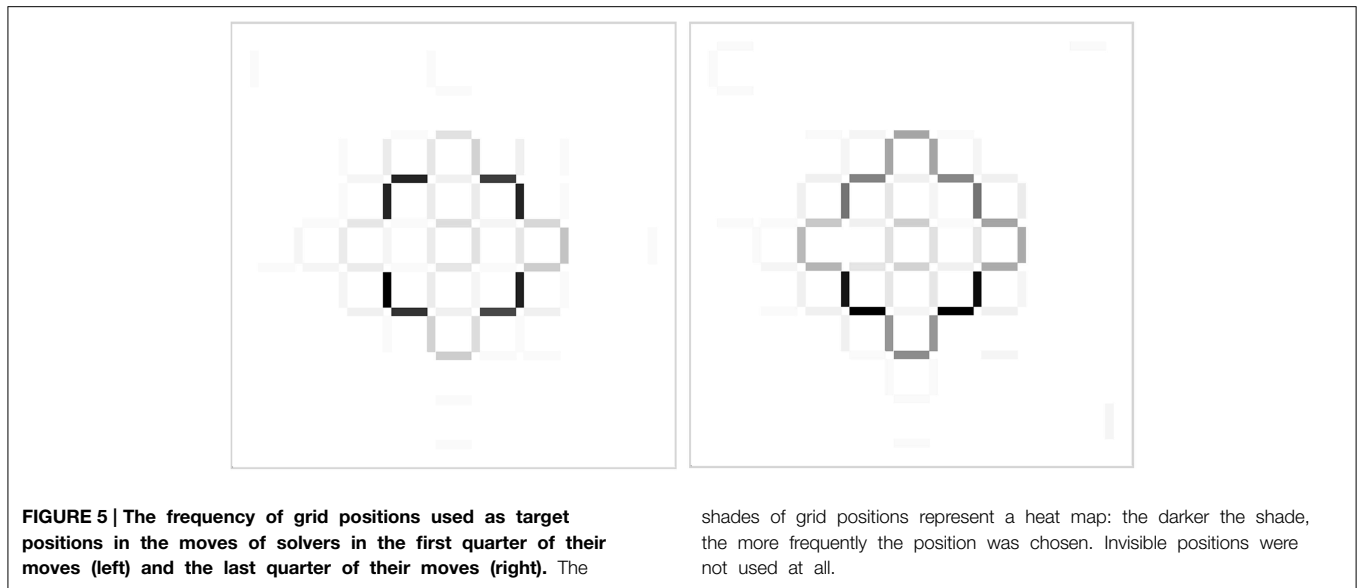 FIGURE 5 | The frequency of grid positions used as target
positions in the moves of solvers in the first quarter of their
moves (left) and the last quarter of their moves (right). The
shades of grid positions represent a heat map: the darker the shade,
the more frequently the position was chosen. Invisible positions were
not used at all.